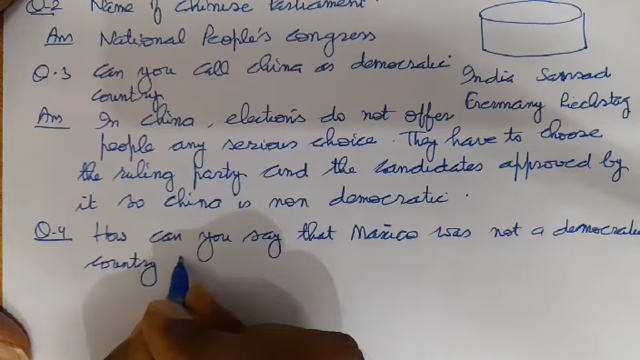 Q.2 Name of Chinese Parliament
Ans National People's Congress
Q.3 Can you call China as democratic
country
India Sansad
Germany Reichstag
Ans In China, elections do not offer
people any serious choice. They have to choose
the ruling party and the candidates approved by
it so China is non democratic.
Q.4 How can you say that Maxico was not a democratic
country